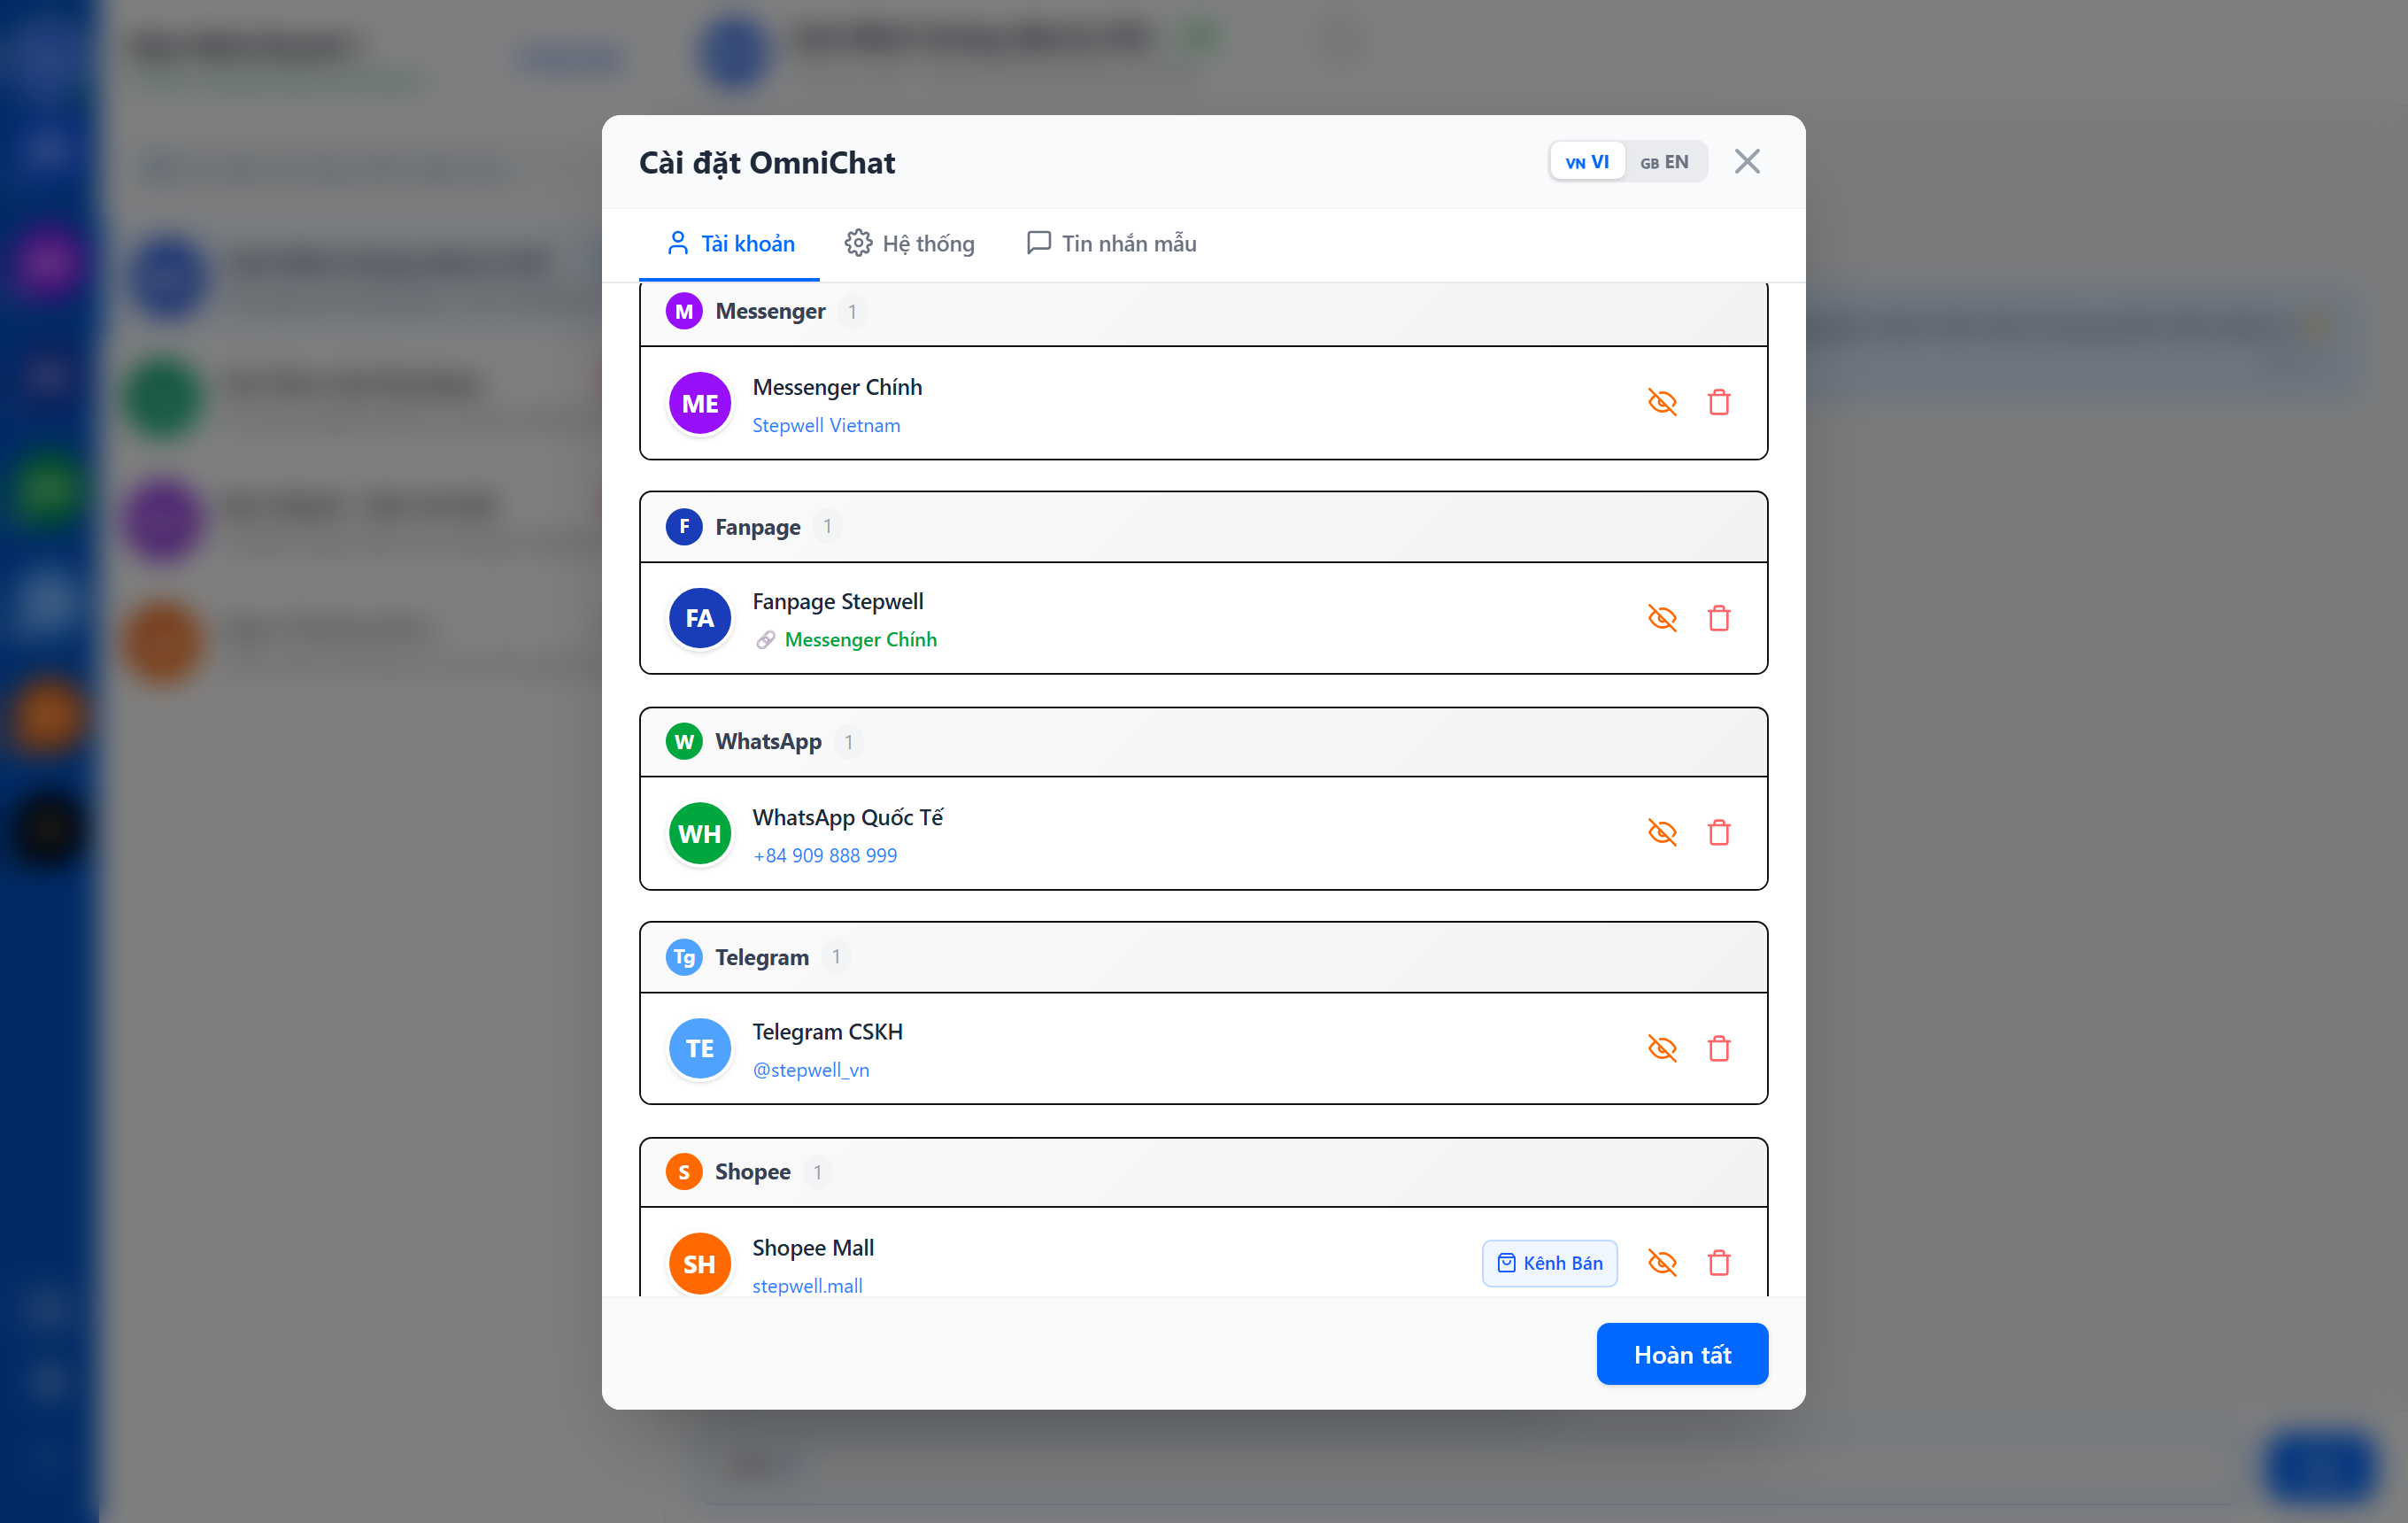 Cài đặt OmniChat
VN VI
GB EN
Tài khoản
Hệ thống
Tin nhắn mẫu
M Messenger 1
ME
Messenger Chính
Stepwell Vietnam
F Fanpage 1
FA
Fanpage Stepwell
Messenger Chính
W WhatsApp 1
WH
WhatsApp Quốc Tế
+84 909 888 999
Tg Telegram 1
TE
Telegram CSKH
@stepwell_vn
S Shopee 1
SH
Shopee Mall
stepwell.mall
Kênh Bán
Hoàn tất